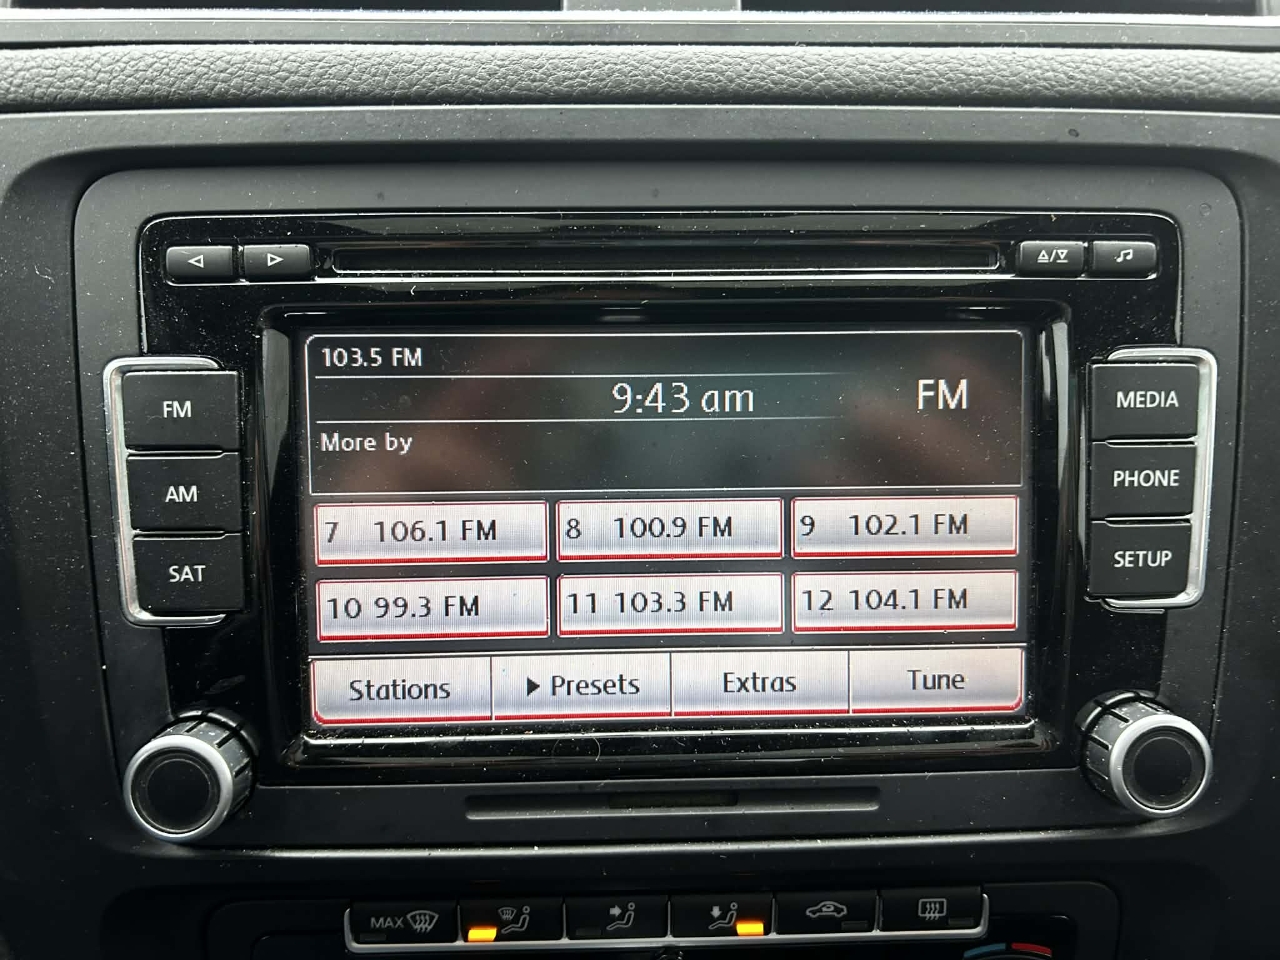 103.5 FM
9:43 am FM
More by
FM
AM
SAT
MEDIA
PHONE
SETUP
7 106.1 FM
8 100.9 FM
9 102.1 FM
10 99.3 FM
11 103.3 FM
12 104.1 FM
Stations
Presets
Extras
Tune
MAX